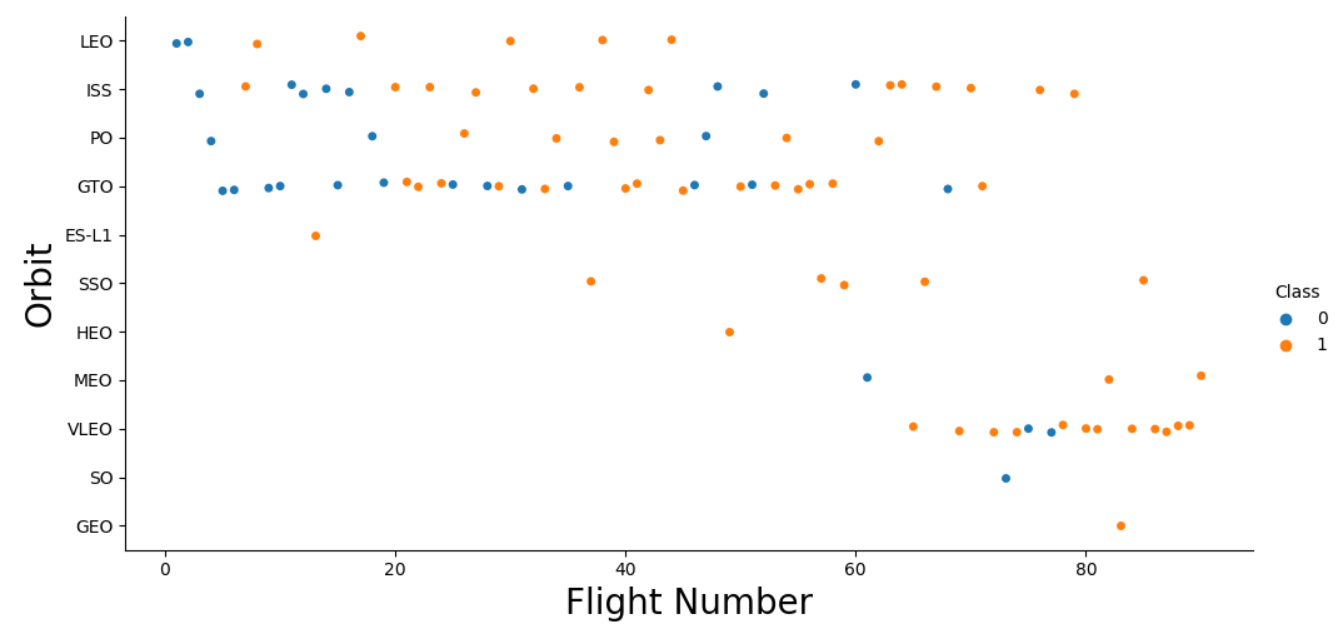 Orbit
LEO
ISS
PO
GTO
ES-L1
SSO
HEO
MEO
VLEO
SO
GEO
0 20 40 60 80
Flight Number
Class
0
1